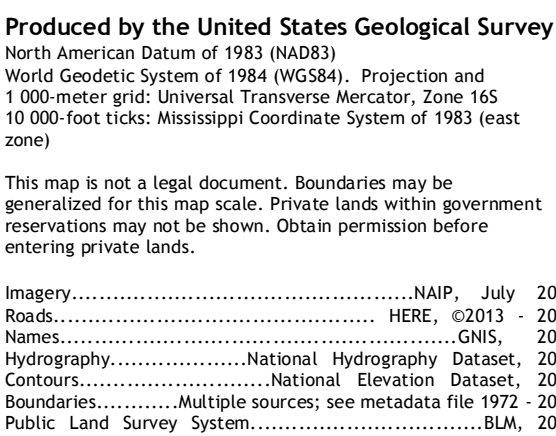 Produced by the United States Geological Survey
North American Datum of 1983 (NAD83)
World Geodetic System of 1984 (WGS84). Projection and
1 000-meter grid: Universal Transverse Mercator, Zone 16S
10 000-foot ticks: Mississippi Coordinate System of 1983 (east
zone)
This map is not a legal document. Boundaries may be
generalized for this map scale. Private lands within government
reservations may not be shown. Obtain permission before
entering private lands.
Imagery.............................................NAIP, July 20
Roads.......................................... HERE, ©2013 - 20
Names....................................................GNIS, 20
Hydrography...................National Hydrography Dataset, 20
Contours.........................National Elevation Dataset, 20
Boundaries...........Multiple sources; see metadata file 1972 - 20
Public Land Survey System...............................BLM, 20